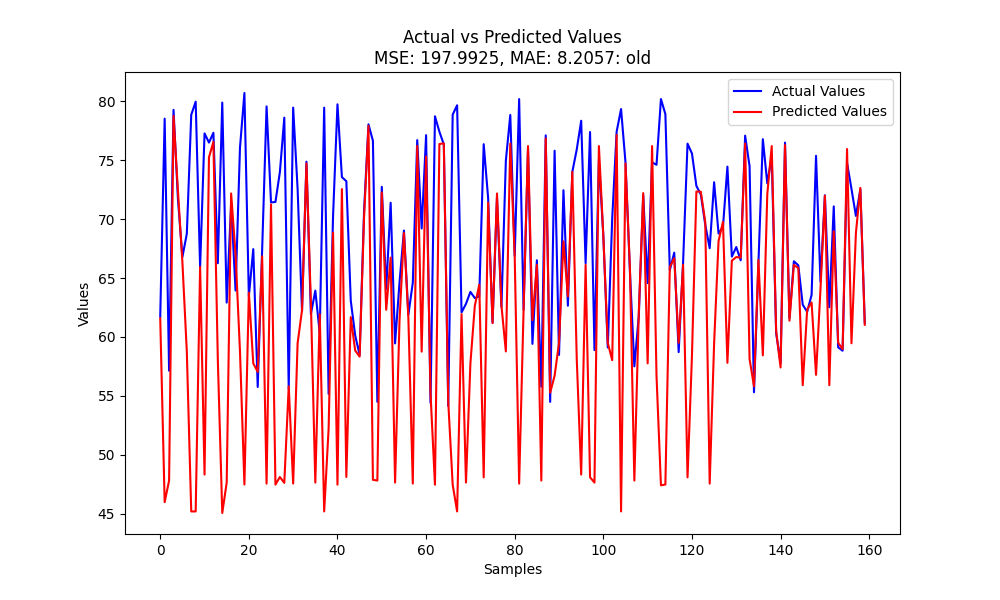 Actual vs Predicted Values
MSE: 197.9925, MAE: 8.2057: old
Actual Values
Predicted Values
Values
80
75
70
65
60
55
50
45
0 20 40 60 80 100 120 140 160
Samples